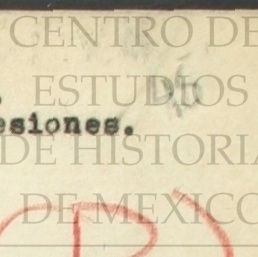 CENTRO DE
ESTUDIOS
esiones.
DE HISTORIA
DE MEXICO